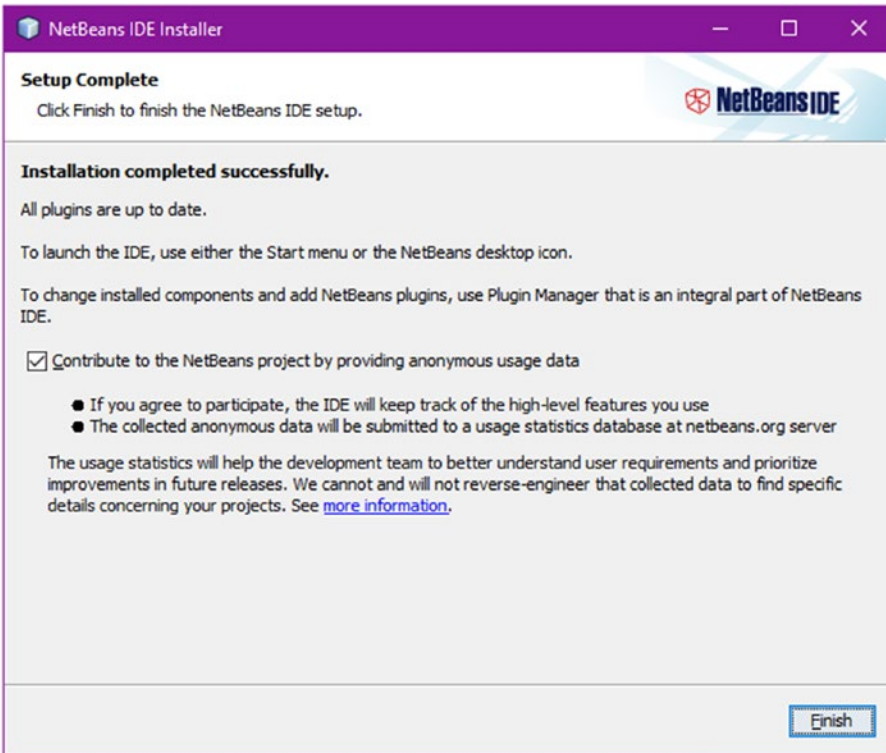 NetBeans IDE Installer
Setup Complete
Click Finish to finish the NetBeans IDE setup.
NetBeans IDE
Installation completed successfully.
All plugins are up to date.
To launch the IDE, use either the Start menu or the NetBeans desktop icon.
To change installed components and add NetBeans plugins, use Plugin Manager that is an integral part of NetBeans
IDE.
Contribute to the NetBeans project by providing anonymous usage data
If you agree to participate, the IDE will keep track of the high-level features you use
The collected anonymous data will be submitted to a usage statistics database at netbeans.org server
The usage statistics will help the development team to better understand user requirements and prioritize
improvements in future releases. We cannot and will not reverse-engineer that collected data to find specific
details concerning your projects. See more information.
Finish